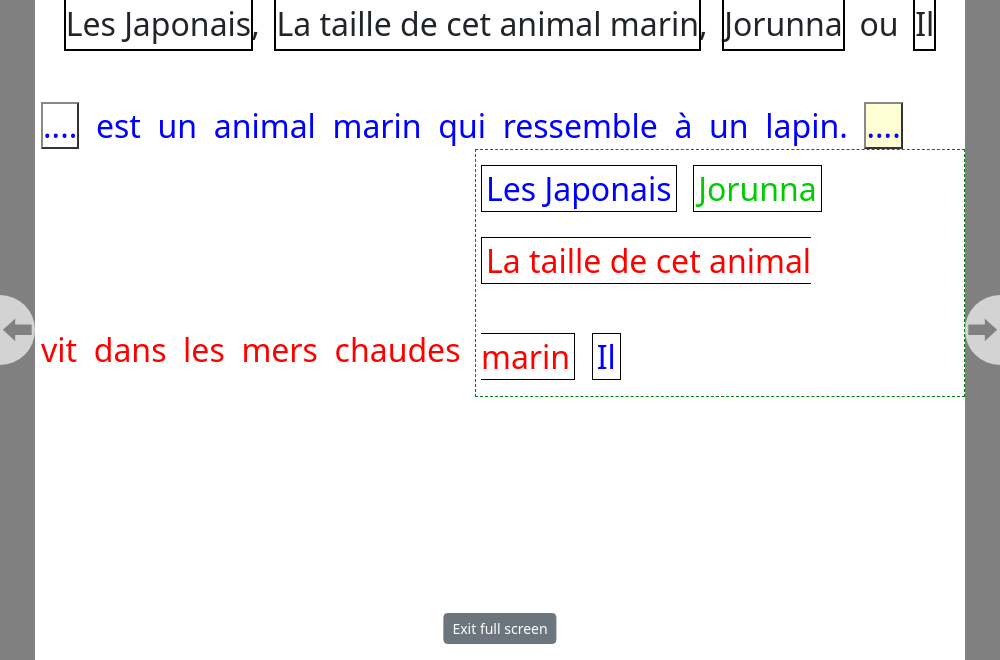 Les Japonais, La taille de cet animal marin, Jorunna ou Il
.... est un animal marin qui ressemble à un lapin. ....
Les Japonais Jorunna
La taille de cet animal
vit dans les mers chaudes
marin Il
Exit full screen